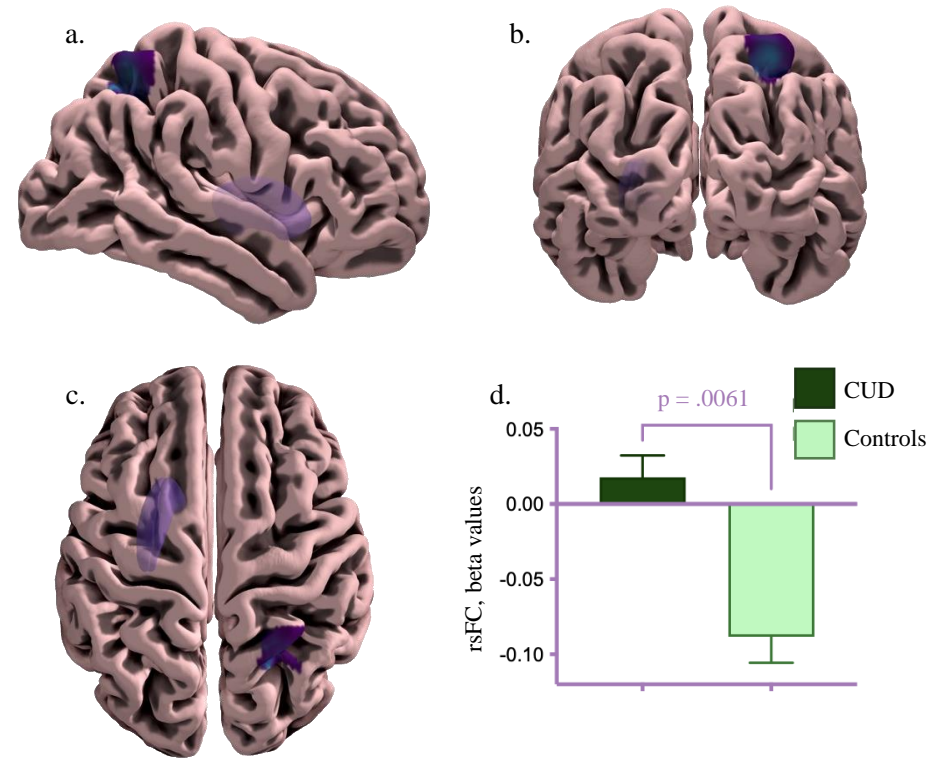 a.
b.
c.
d.
p = .0061
CUD
Controls
rsFC, beta values
0.05
0.00
-0.05
-0.10